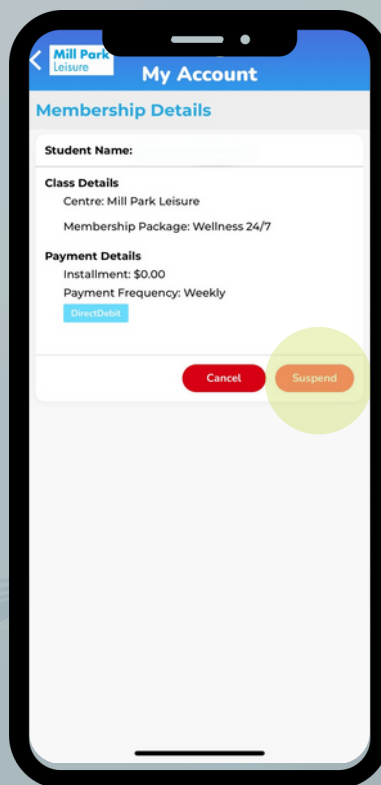 Mill Park
Leisure
My Account
Membership Details
Student Name:
Class Details
Centre: Mill Park Leisure
Membership Package: Wellness 24/7
Payment Details
Installment: $0.00
Payment Frequency: Weekly
DirectDebit
Cancel
Suspend